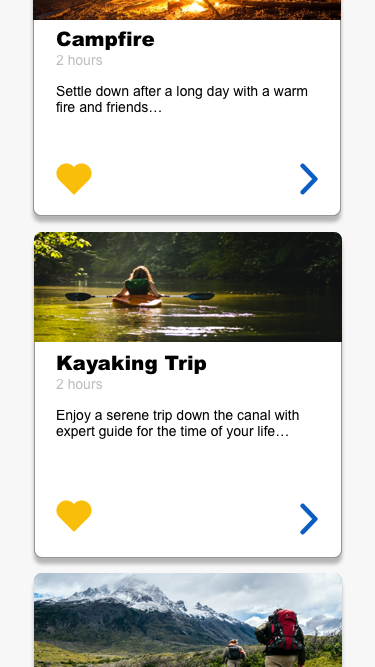 Campfire
2 hours
Settle down after a long day with a warm
fire and friends…
Kayaking Trip
2 hours
Enjoy a serene trip down the canal with
expert guide for the time of your life…